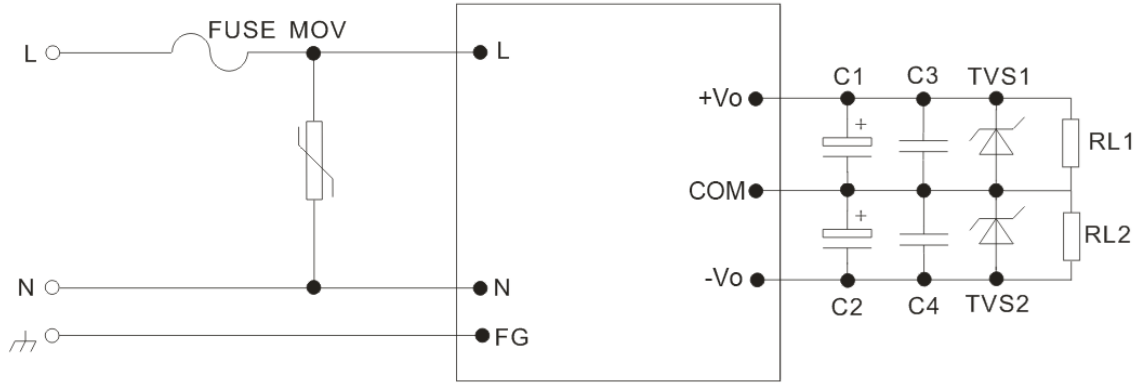 FUSE MOV
L
L
C1
C3
TVS1
+Vo
+
RL1
COM
+
RL2
-Vo
N
N
C2
C4
TVS2
FG